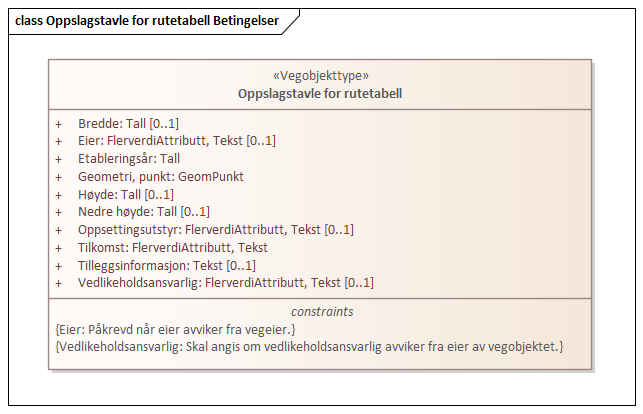 class Oppslagstavle for rutetabell Betingelser
«Vegobjekttype»
Oppslagstavle for rutetabell
+ Bredde: Tall [0..1]
+ Eier: FlerverdiAttributt, Tekst [0..1]
+ Etableringsår: Tall
+ Geometri, punkt: GeomPunkt
+ Høyde: Tall [0..1]
+ Nedre høyde: Tall [0..1]
+ Oppsettingsutstyr: FlerverdiAttributt, Tekst [0..1]
+ Tilkomst: FlerverdiAttributt, Tekst
+ Tilleggsinformasjon: Tekst [0..1]
+ Vedlikeholdsansvarlig: FlerverdiAttributt, Tekst [0..1]
constraints
{Eier: Påkrevd når eier avviker fra vegeier.}
{Vedlikeholdsansvarlig: Skal angis om vedlikeholdsansvarlig avviker fra eier av vegobjektet.}